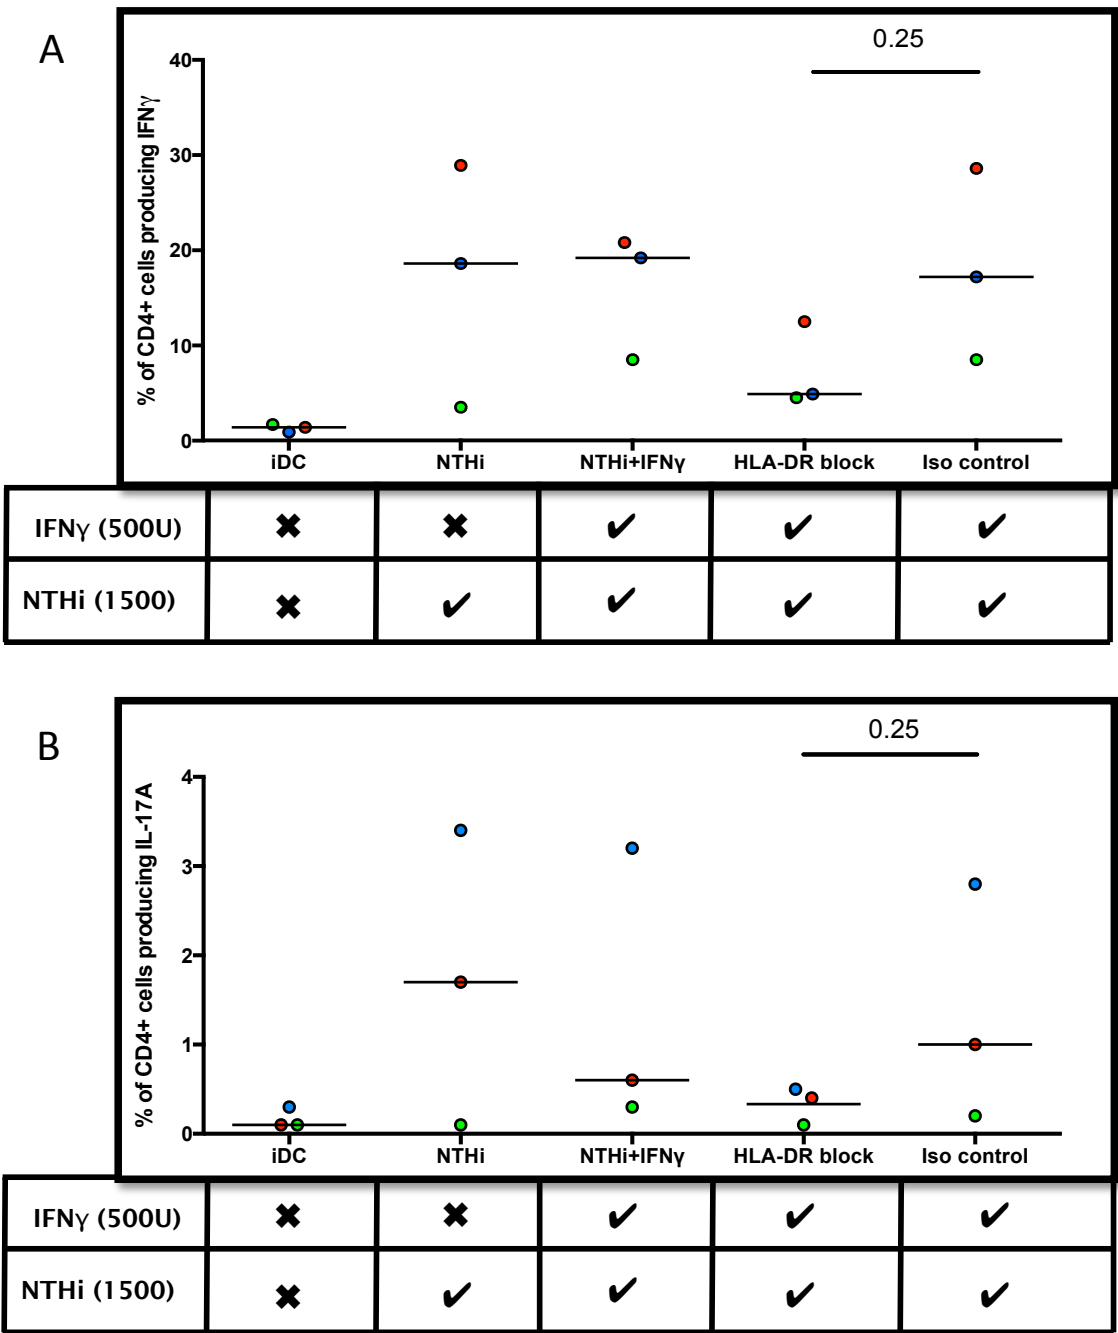 A
0.25
40
30
20
10
0
% of CD4+ cells producing IFNγ
iDC NTHi NTHi+IFNγ HLA-DR block Iso control
IFNγ (500U) ✖ ✖ ✔ ✔ ✔
NTHi (1500) ✖ ✔ ✔ ✔ ✔
B
0.25
4
3
2
1
0
% of CD4+ cells producing IL-17A
iDC NTHi NTHi+IFNγ HLA-DR block Iso control
IFNγ (500U) ✖ ✖ ✔ ✔ ✔
NTHi (1500) ✖ ✔ ✔ ✔ ✔